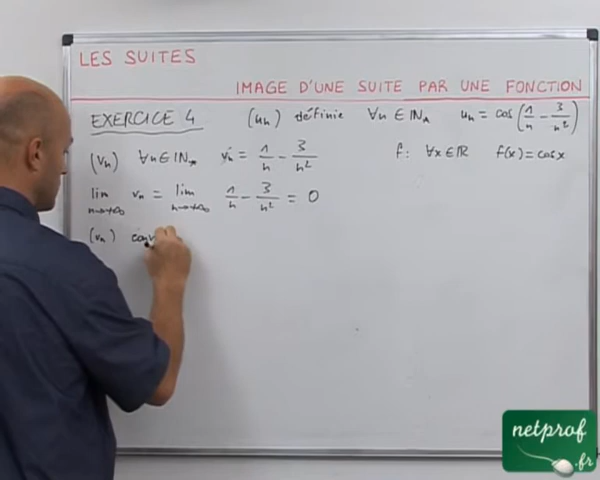 LES SUITES
IMAGE D'UNE SUITE PAR UNE FONCTION
EXERCICE 4 (un) définie ∀n ∈ IN* un = cos(1/n - 3/n²)
(vn) ∀n ∈ IN* vn = 1/n - 3/n² f: ∀x ∈ IR f(x) = cos x
lim n→+∞ vn = lim n→+∞ 1/n - 3/n² = 0
(vn) conv
netprof
.fr